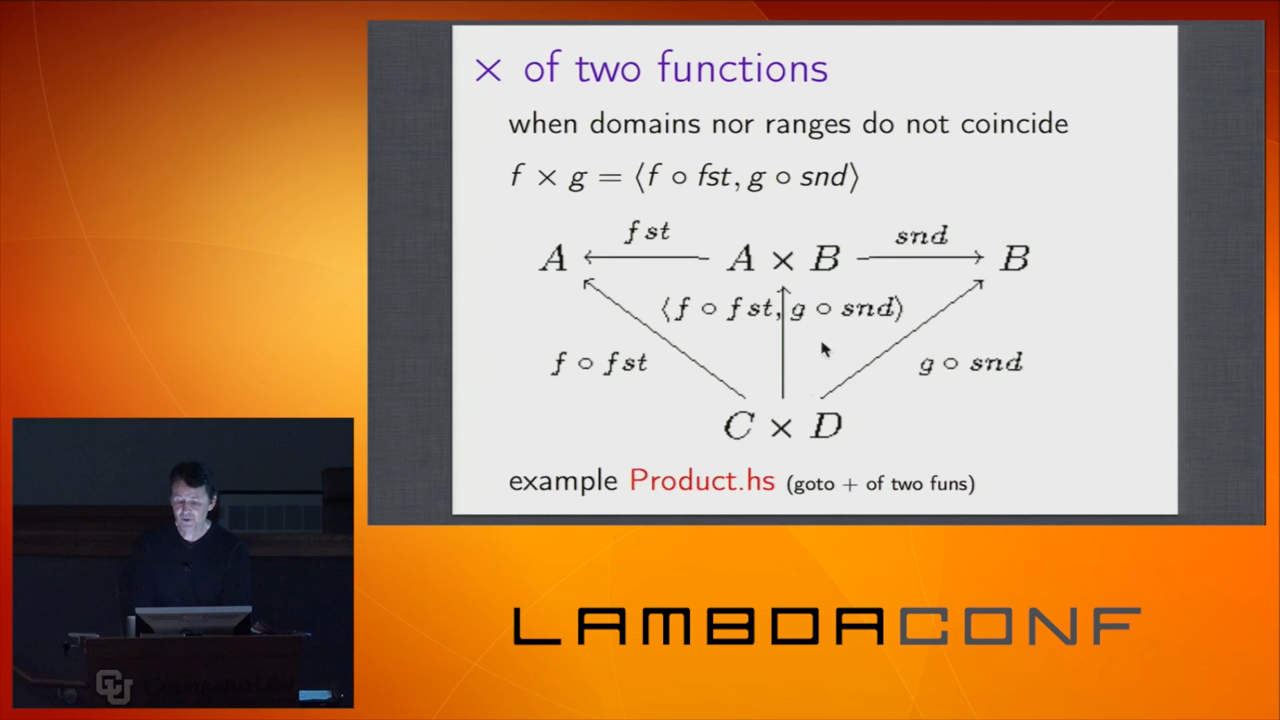 × of two functions
when domains nor ranges do not coincide
f × g = ⟨f ∘ fst, g ∘ snd⟩
fst snd
A A × B B
⟨f ∘ fst, g ∘ snd⟩
f ∘ fst g ∘ snd
C × D
example Product.hs (goto + of two funs)
LAMBDACONF
CU